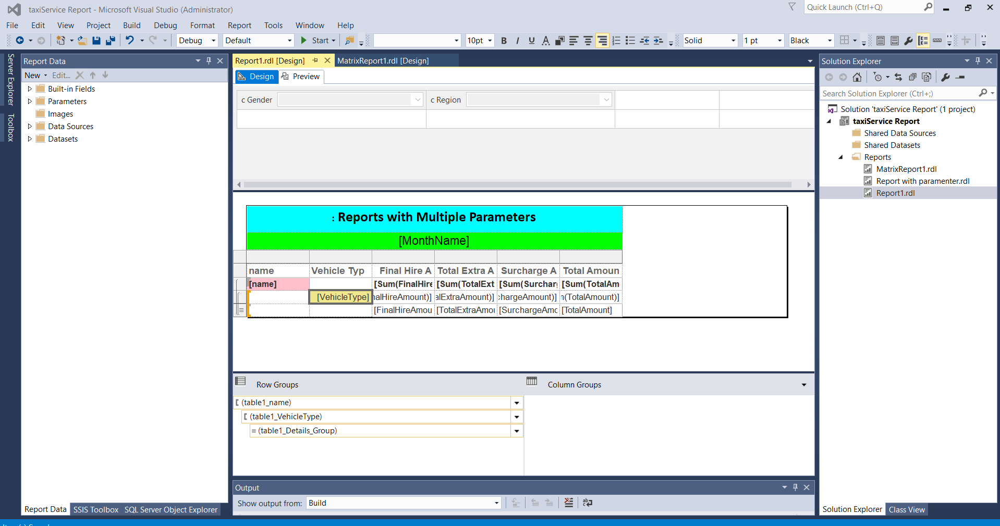 taxiService Report - Microsoft Visual Studio (Administrator)
Quick Launch (Ctrl+Q)
File Edit View Project Build Debug Format Report Tools Window Help
Debug Default Start 10pt B I U A Solid 1 pt Black
Server Explorer
Toolbox
Report Data
New Edit...
Built-in Fields
Parameters
Images
Data Sources
Datasets
Report Data SSIS Toolbox SQL Server Object Explorer
Report1.rdl [Design] MatrixReport1.rdl [Design]
Design Preview
c Gender c Region
: Reports with Multiple Parameters
[MonthName]
name Vehicle Typ Final Hire A Total Extra A Surcharge A Total Amoun
[name] [Sum(FinalHire [Sum(TotalExt [Sum(Surchar [Sum(TotalAm
[VehicleType] nalHireAmount)] alExtraAmount)] chargeAmount)] n(TotalAmount)]
[FinalHireAmou [TotalExtraAmou [SurchargeAmo [TotalAmount]
Row Groups Column Groups
(table1_name)
(table1_VehicleType)
(table1_Details_Group)
Output
Show output from: Build
Solution Explorer
Search Solution Explorer (Ctrl+;)
Solution 'taxiService Report' (1 project)
taxiService Report
Shared Data Sources
Shared Datasets
Reports
MatrixReport1.rdl
Report with paramenter.rdl
Report1.rdl
Solution Explorer Class View